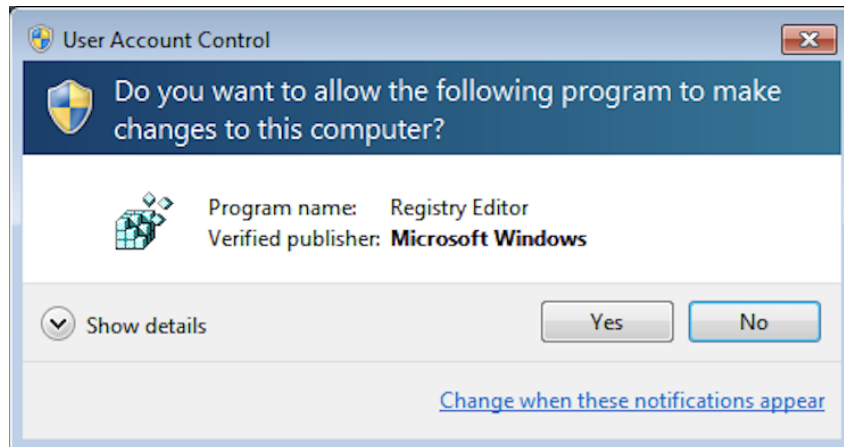 User Account Control
Do you want to allow the following program to make
changes to this computer?
Program name: Registry Editor
Verified publisher: Microsoft Windows
Show details
Yes
No
Change when these notifications appear